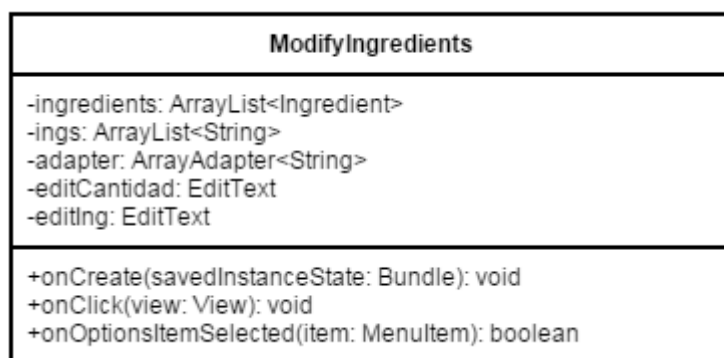 ModifyIngredients
-ingredients: ArrayList<Ingredient>
-ings: ArrayList<String>
-adapter: ArrayAdapter<String>
-editCantidad: EditText
-editIng: EditText
+onCreate(savedInstanceState: Bundle): void
+onClick(view: View): void
+onOptionsItemSelected(item: MenuItem): boolean